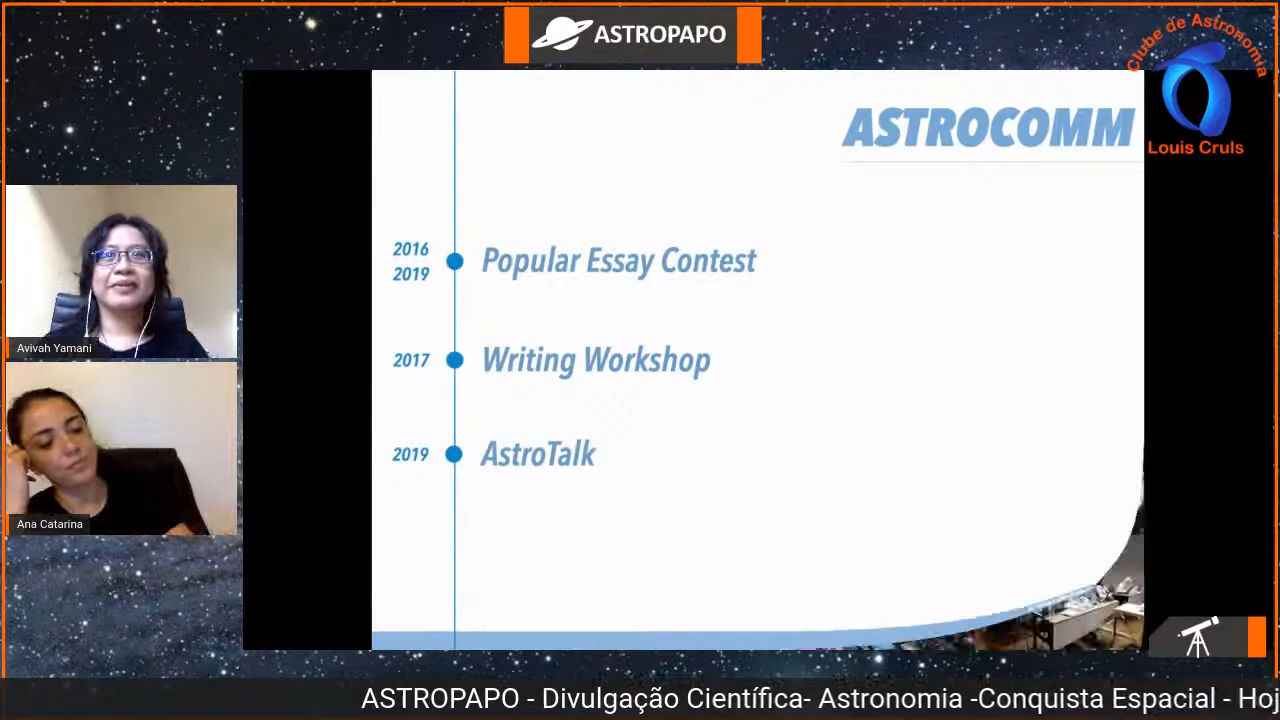 ASTROPAPO
Clube de Astronomia
Louis Cruls
ASTROCOMM
2016
2019
Popular Essay Contest
2017
Writing Workshop
2019
AstroTalk
Avivah Yamani
Ana Catarina
ASTROPAPO - Divulgação Científica- Astronomia -Conquista Espacial - Hoj